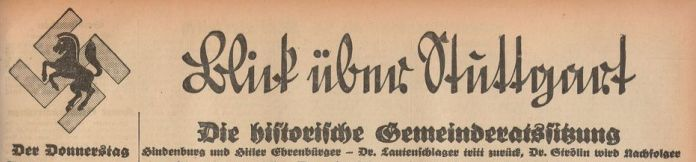 Blick über Stuttgart
Die historische Gemeinderatssitzung
Der Donnerstag
Hindenburg und Hitler Ehrenbürger – Dr. Lautenschlager tritt zurück, Dr. Strölin wird Nachfolger